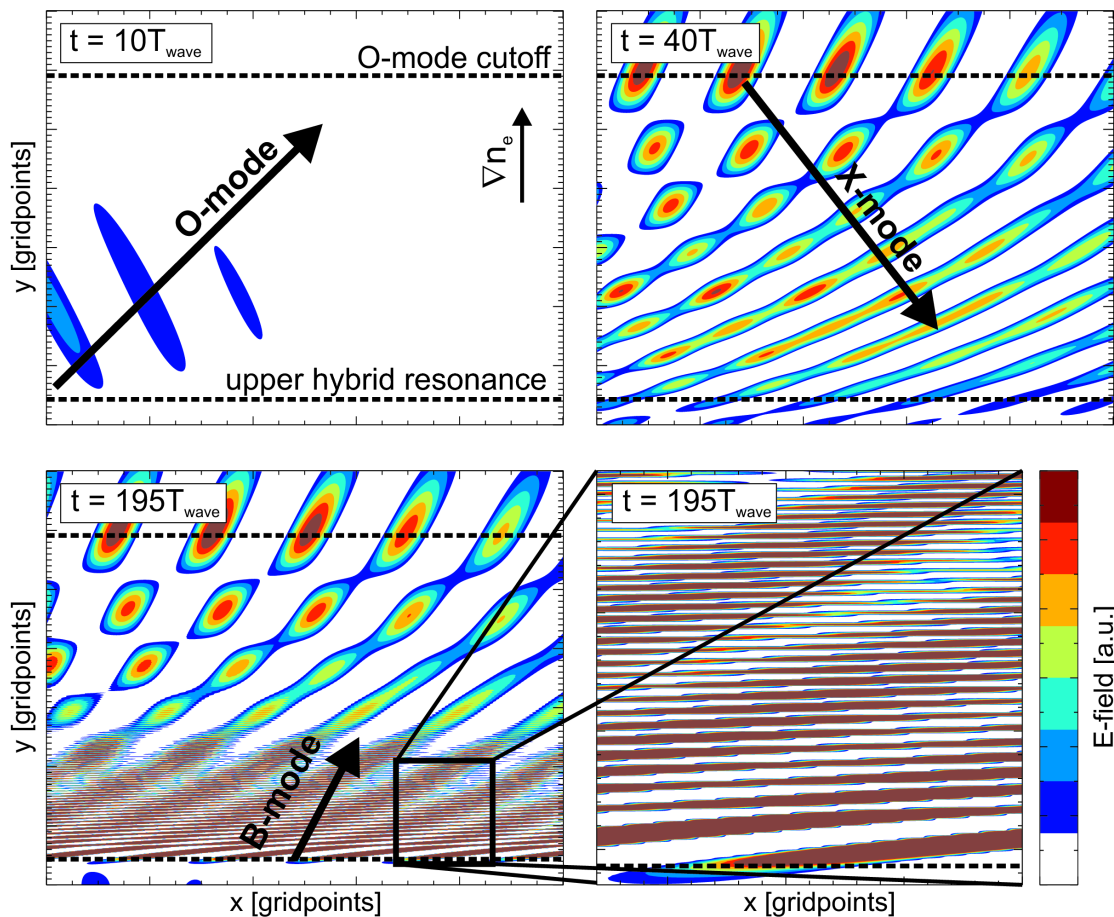 t = 10T_wave
O-mode cutoff
O-mode
∇n_e
upper hybrid resonance
y [gridpoints]
t = 40T_wave
X-mode
t = 195T_wave
B-mode
y [gridpoints]
x [gridpoints]
t = 195T_wave
x [gridpoints]
E-field [a.u.]